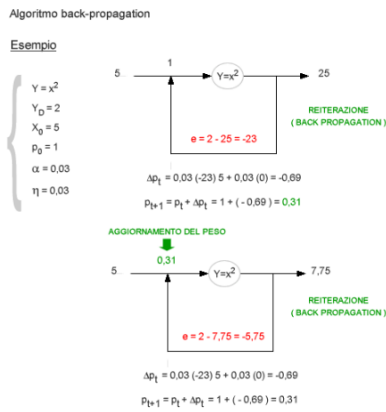 Algoritmo back-propagation
Esempio
Y = x²
Y_D = 2
X_0 = 5
p_0 = 1
α = 0,03
η = 0,03
5 1 Y=x² 25
e = 2 - 25 = -23
REITERAZIONE
( BACK PROPAGATION )
Δp_t = 0,03 (-23) 5 + 0,03 (0) = -0,69
p_t+1 = p_t + Δp_t = 1 + ( - 0,69 ) = 0,31
AGGIORNAMENTO DEL PESO
0,31
5 Y=x² 7,75
e = 2 - 7,75 = -5,75
REITERAZIONE
( BACK PROPAGATION )
Δp_t = 0,03 (-23) 5 + 0,03 (0) = -0,69
p_t+1 = p_t + Δp_t = 1 + ( - 0,69 ) = 0,31